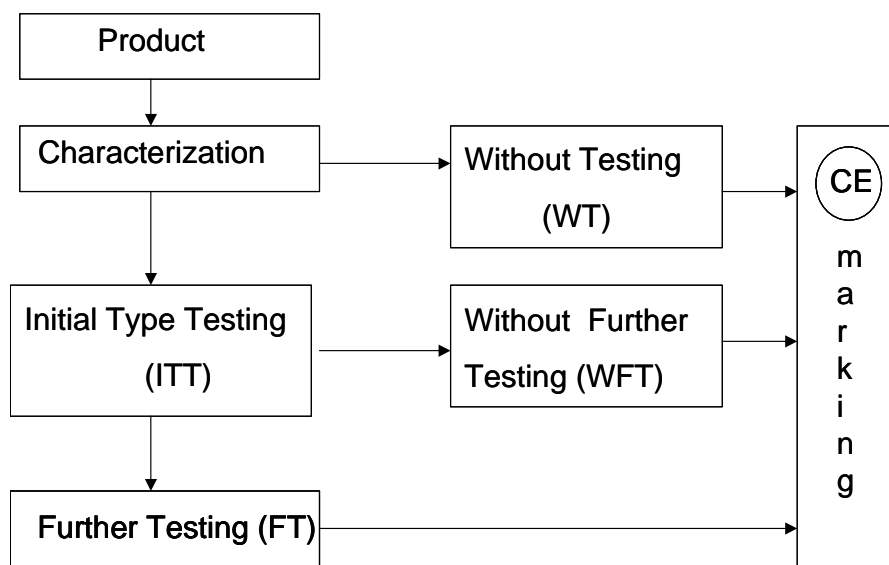 Product
Characterization
Without Testing
(WT)
CE
m
a
r
k
i
n
g
Initial Type Testing
(ITT)
Without Further
Testing (WFT)
Further Testing (FT)